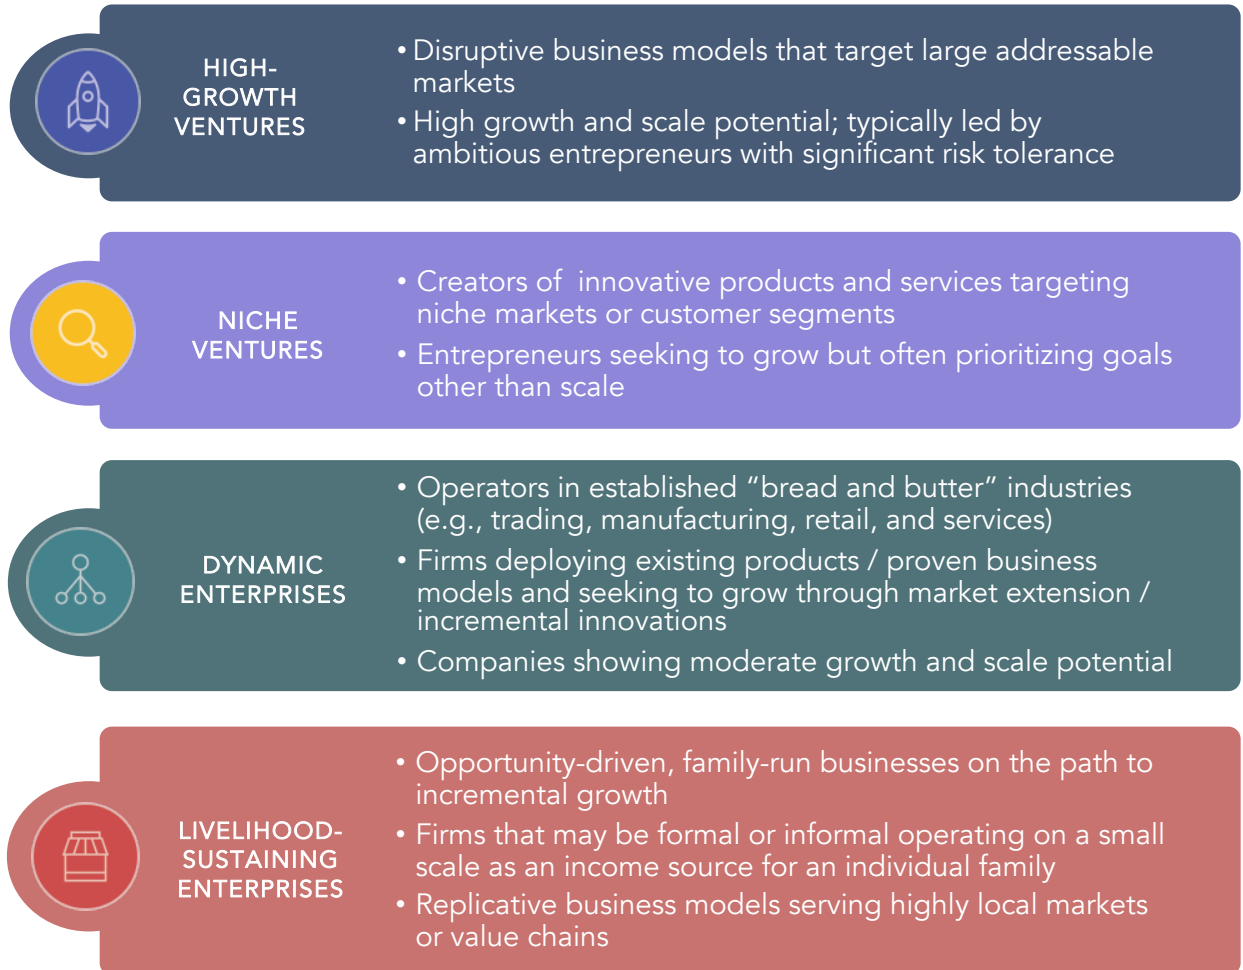 HIGH-
GROWTH
VENTURES
• Disruptive business models that target large addressable
markets
• High growth and scale potential; typically led by
ambitious entrepreneurs with significant risk tolerance
NICHE
VENTURES
• Creators of  innovative products and services targeting
niche markets or customer segments
• Entrepreneurs seeking to grow but often prioritizing goals
other than scale
DYNAMIC
ENTERPRISES
• Operators in established “bread and butter” industries
(e.g., trading, manufacturing, retail, and services)
• Firms deploying existing products / proven business
models and seeking to grow through market extension /
incremental innovations
• Companies showing moderate growth and scale potential
LIVELIHOOD-
SUSTAINING
ENTERPRISES
• Opportunity-driven, family-run businesses on the path to
incremental growth
• Firms that may be formal or informal operating on a small
scale as an income source for an individual family
• Replicative business models serving highly local markets
or value chains